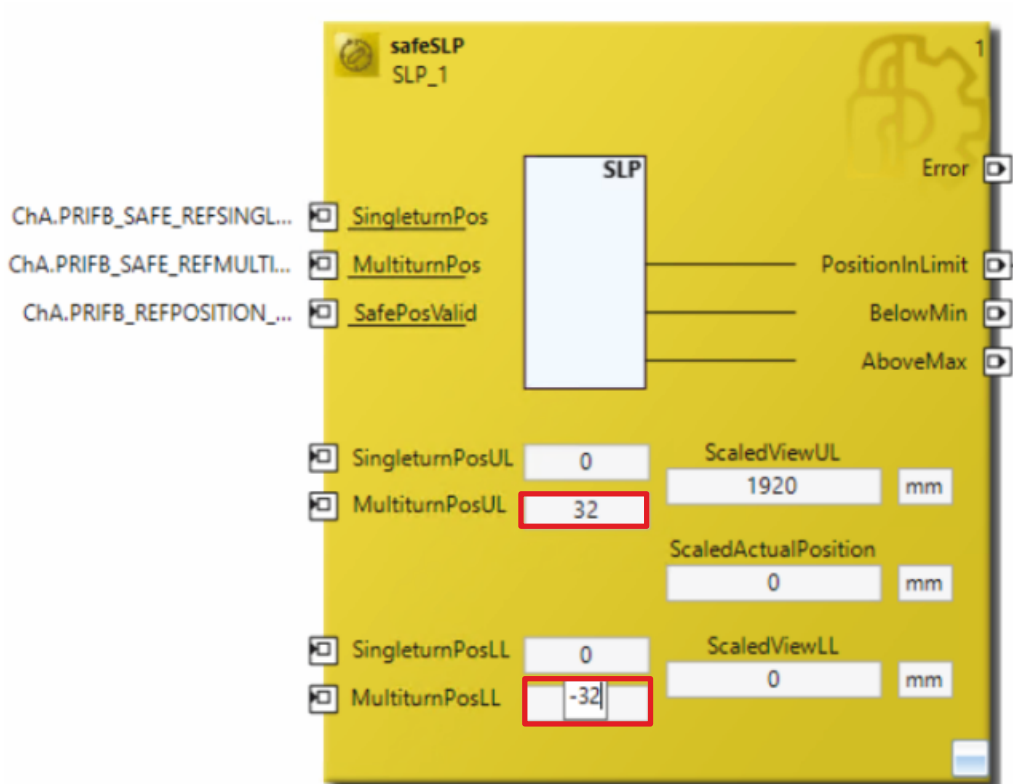 safeSLP
SLP_1
1
SLP
Error
ChA.PRIFB_SAFE_REFSINGL... SingleturnPos
ChA.PRIFB_SAFE_REFMULTI... MultiturnPos PositionInLimit
ChA.PRIFB_REFPOSITION_... SafePosValid BelowMin
AboveMax
SingleturnPosUL 0 ScaledViewUL
1920 mm
MultiturnPosUL 32
ScaledActualPosition
0 mm
SingleturnPosLL 0 ScaledViewLL
0 mm
MultiturnPosLL -32